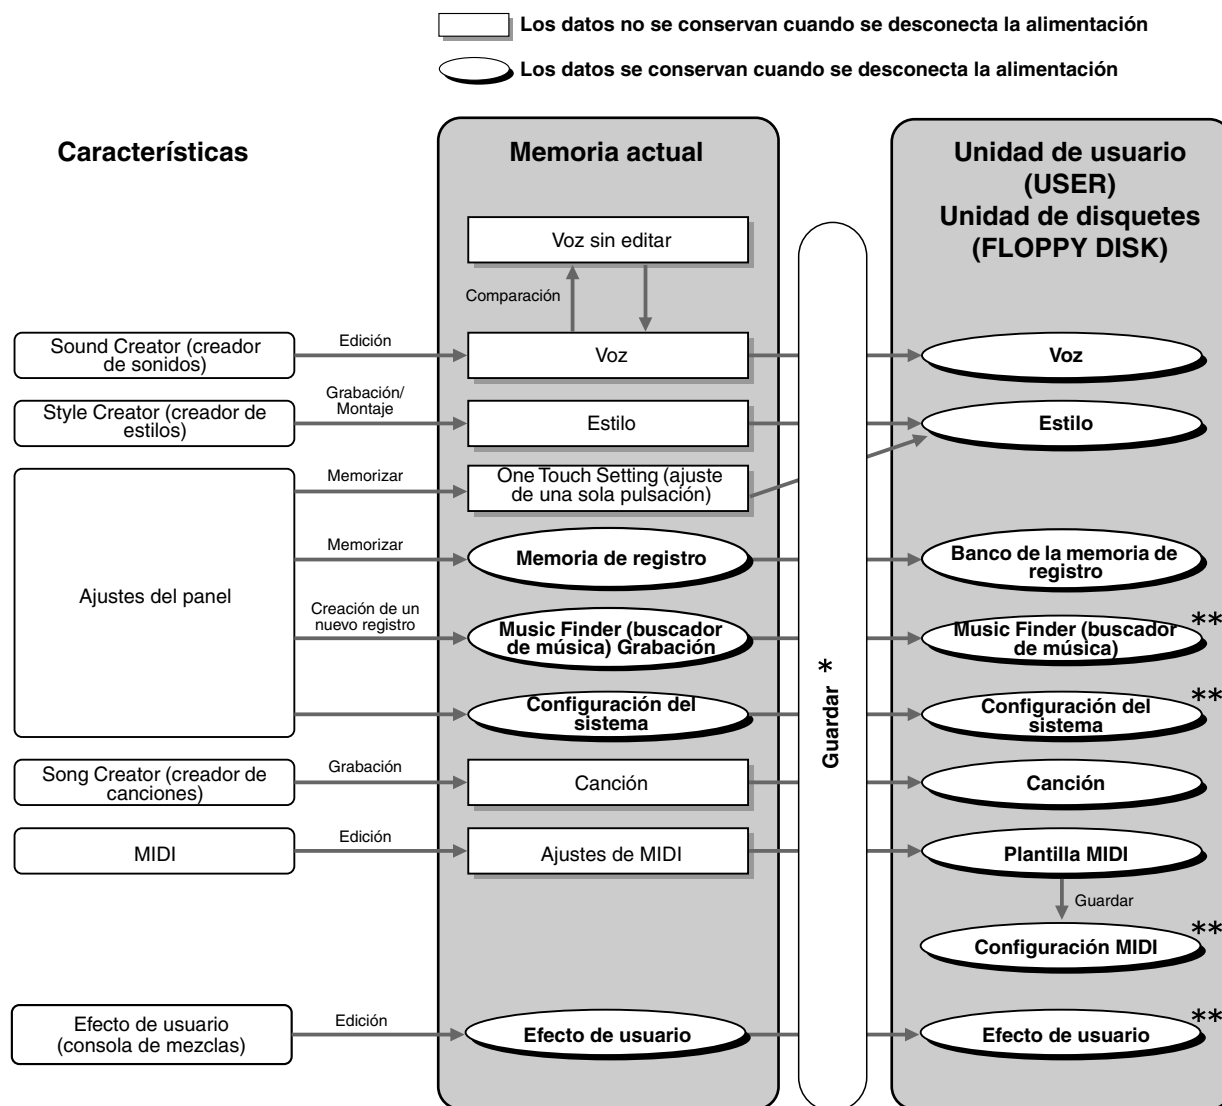 Los datos no se conservan cuando se desconecta la alimentación
Los datos se conservan cuando se desconecta la alimentación
Características
Memoria actual
Unidad de usuario
(USER)
Unidad de disquetes
(FLOPPY DISK)
Voz sin editar
Comparación
Sound Creator (creador
de sonidos)
Edición
Voz
Voz
Style Creator (creador de
estilos)
Grabación/
Montaje
Estilo
Estilo
Ajustes del panel
Memorizar
One Touch Setting (ajuste
de una sola pulsación)
Memorizar
Memoria de registro
Banco de la memoria de
registro
Creación de un
nuevo registro
Music Finder (buscador
de música) Grabación
Music Finder (buscador
de música)
**
Configuración del
sistema
Configuración del
sistema
**
Guardar *
Song Creator (creador de
canciones)
Grabación
Canción
Canción
MIDI
Edición
Ajustes de MIDI
Plantilla MIDI
Guardar
Configuración MIDI
**
Efecto de usuario
(consola de mezclas)
Edición
Efecto de usuario
Efecto de usuario
**